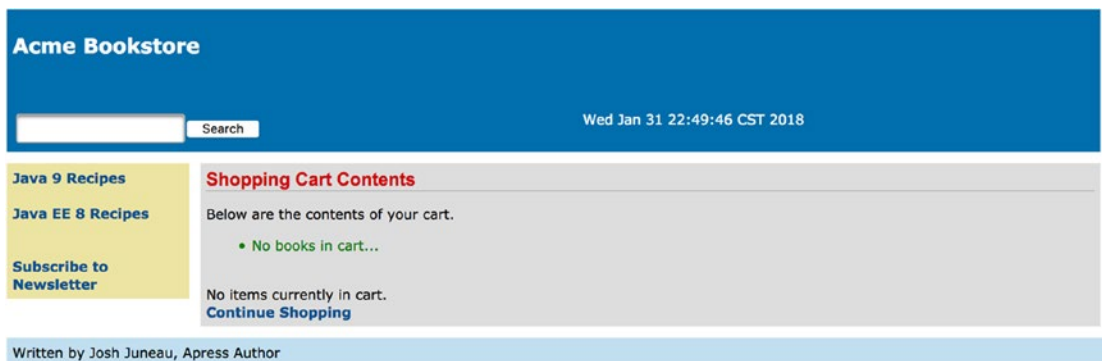 Acme Bookstore
Search
Wed Jan 31 22:49:46 CST 2018
Java 9 Recipes
Java EE 8 Recipes
Subscribe to
Newsletter
Shopping Cart Contents
Below are the contents of your cart.
• No books in cart...
No items currently in cart.
Continue Shopping
Written by Josh Juneau, Apress Author